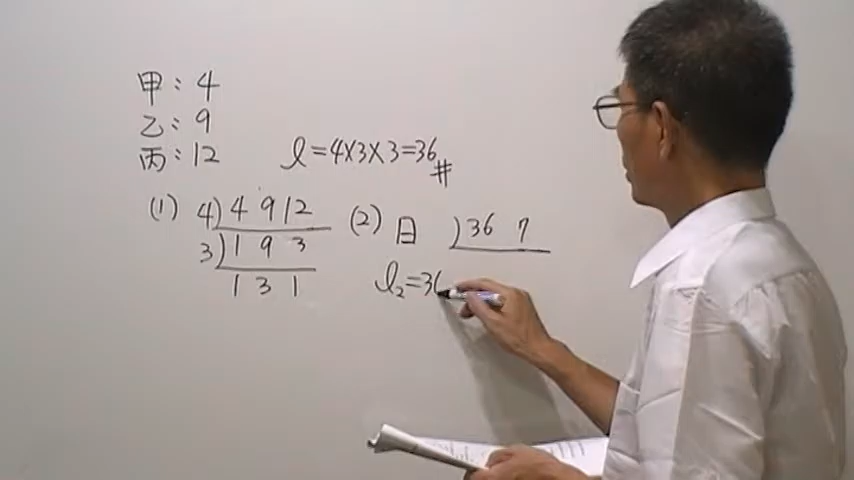 甲：4
乙：9
丙：12
l=4×3×3=36#
(1) 4)4 9 12
3)1 9 3
1 3 1
(2) 日 )36 7
l₂=36